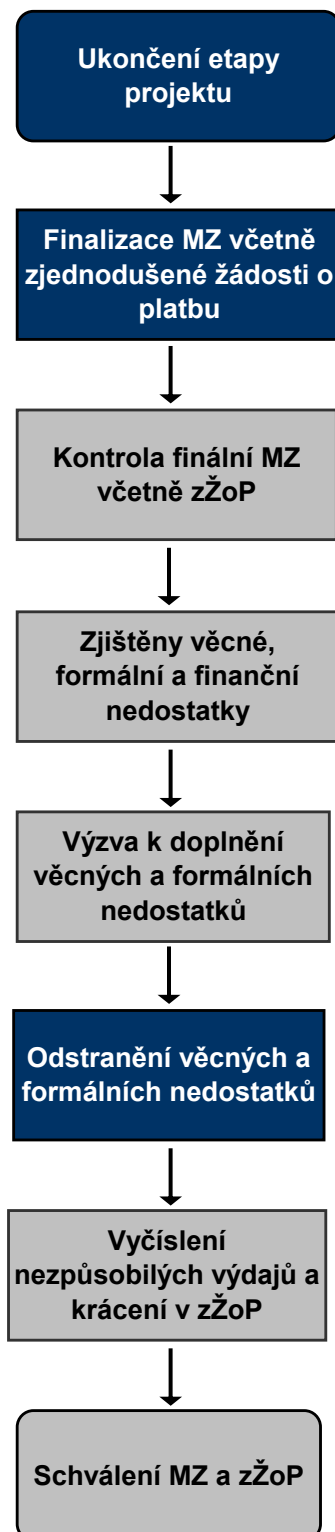 Ukončení etapy
projektu
Finalizace MZ včetně
zjednodušené žádosti o
platbu
Kontrola finální MZ
včetně zŽoP
Zjištěny věcné,
formální a finanční
nedostatky
Výzva k doplnění
věcných a formálních
nedostatků
Odstranění věcných a
formálních nedostatků
Vyčíslení
nezpůsobilých výdajů a
krácení v zŽoP
Schválení MZ a zŽoP